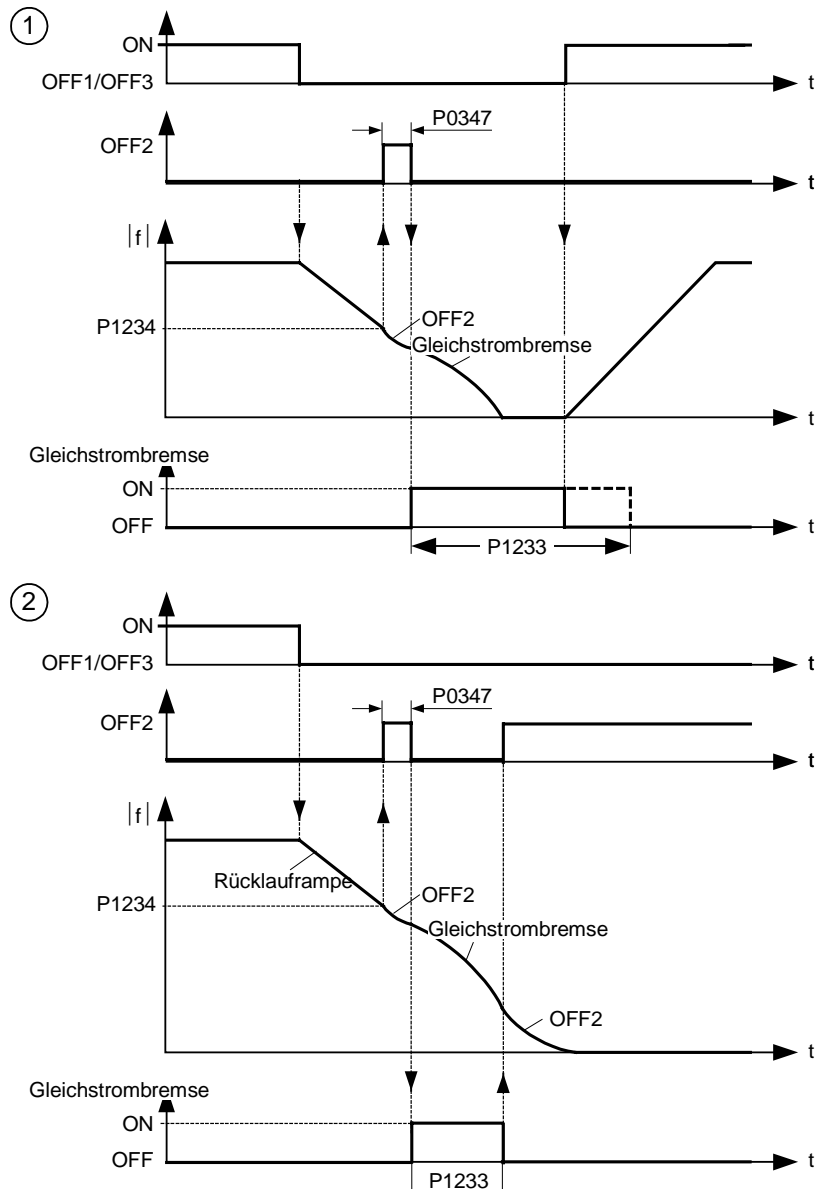 1
ON
OFF1/OFF3
t
P0347
OFF2
t
|f|
P1234
OFF2
Gleichstrombremse
t
Gleichstrombremse
ON
OFF
t
P1233
2
ON
OFF1/OFF3
t
P0347
OFF2
t
|f|
Rücklauframpe
P1234
OFF2
Gleichstrombremse
OFF2
t
Gleichstrombremse
ON
OFF
t
P1233